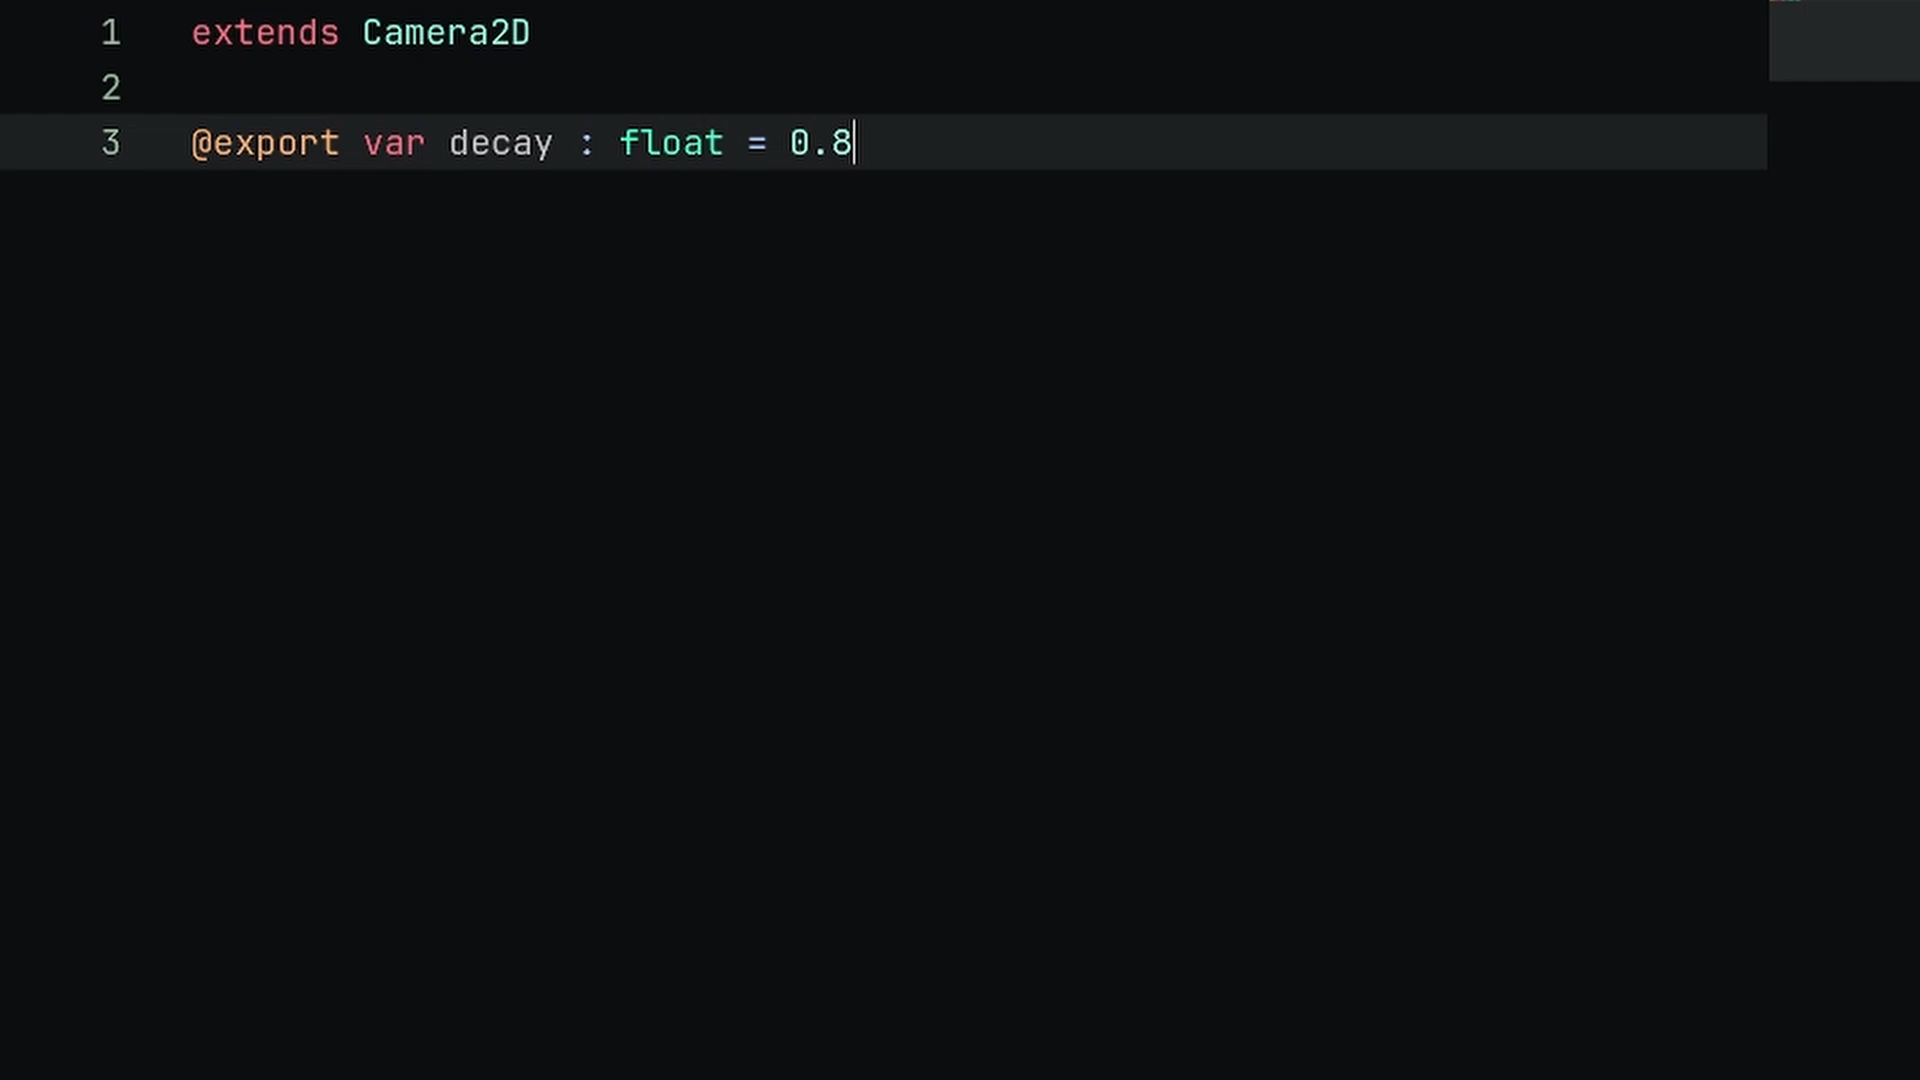 1 extends Camera2D
2
3 @export var decay : float = 0.8